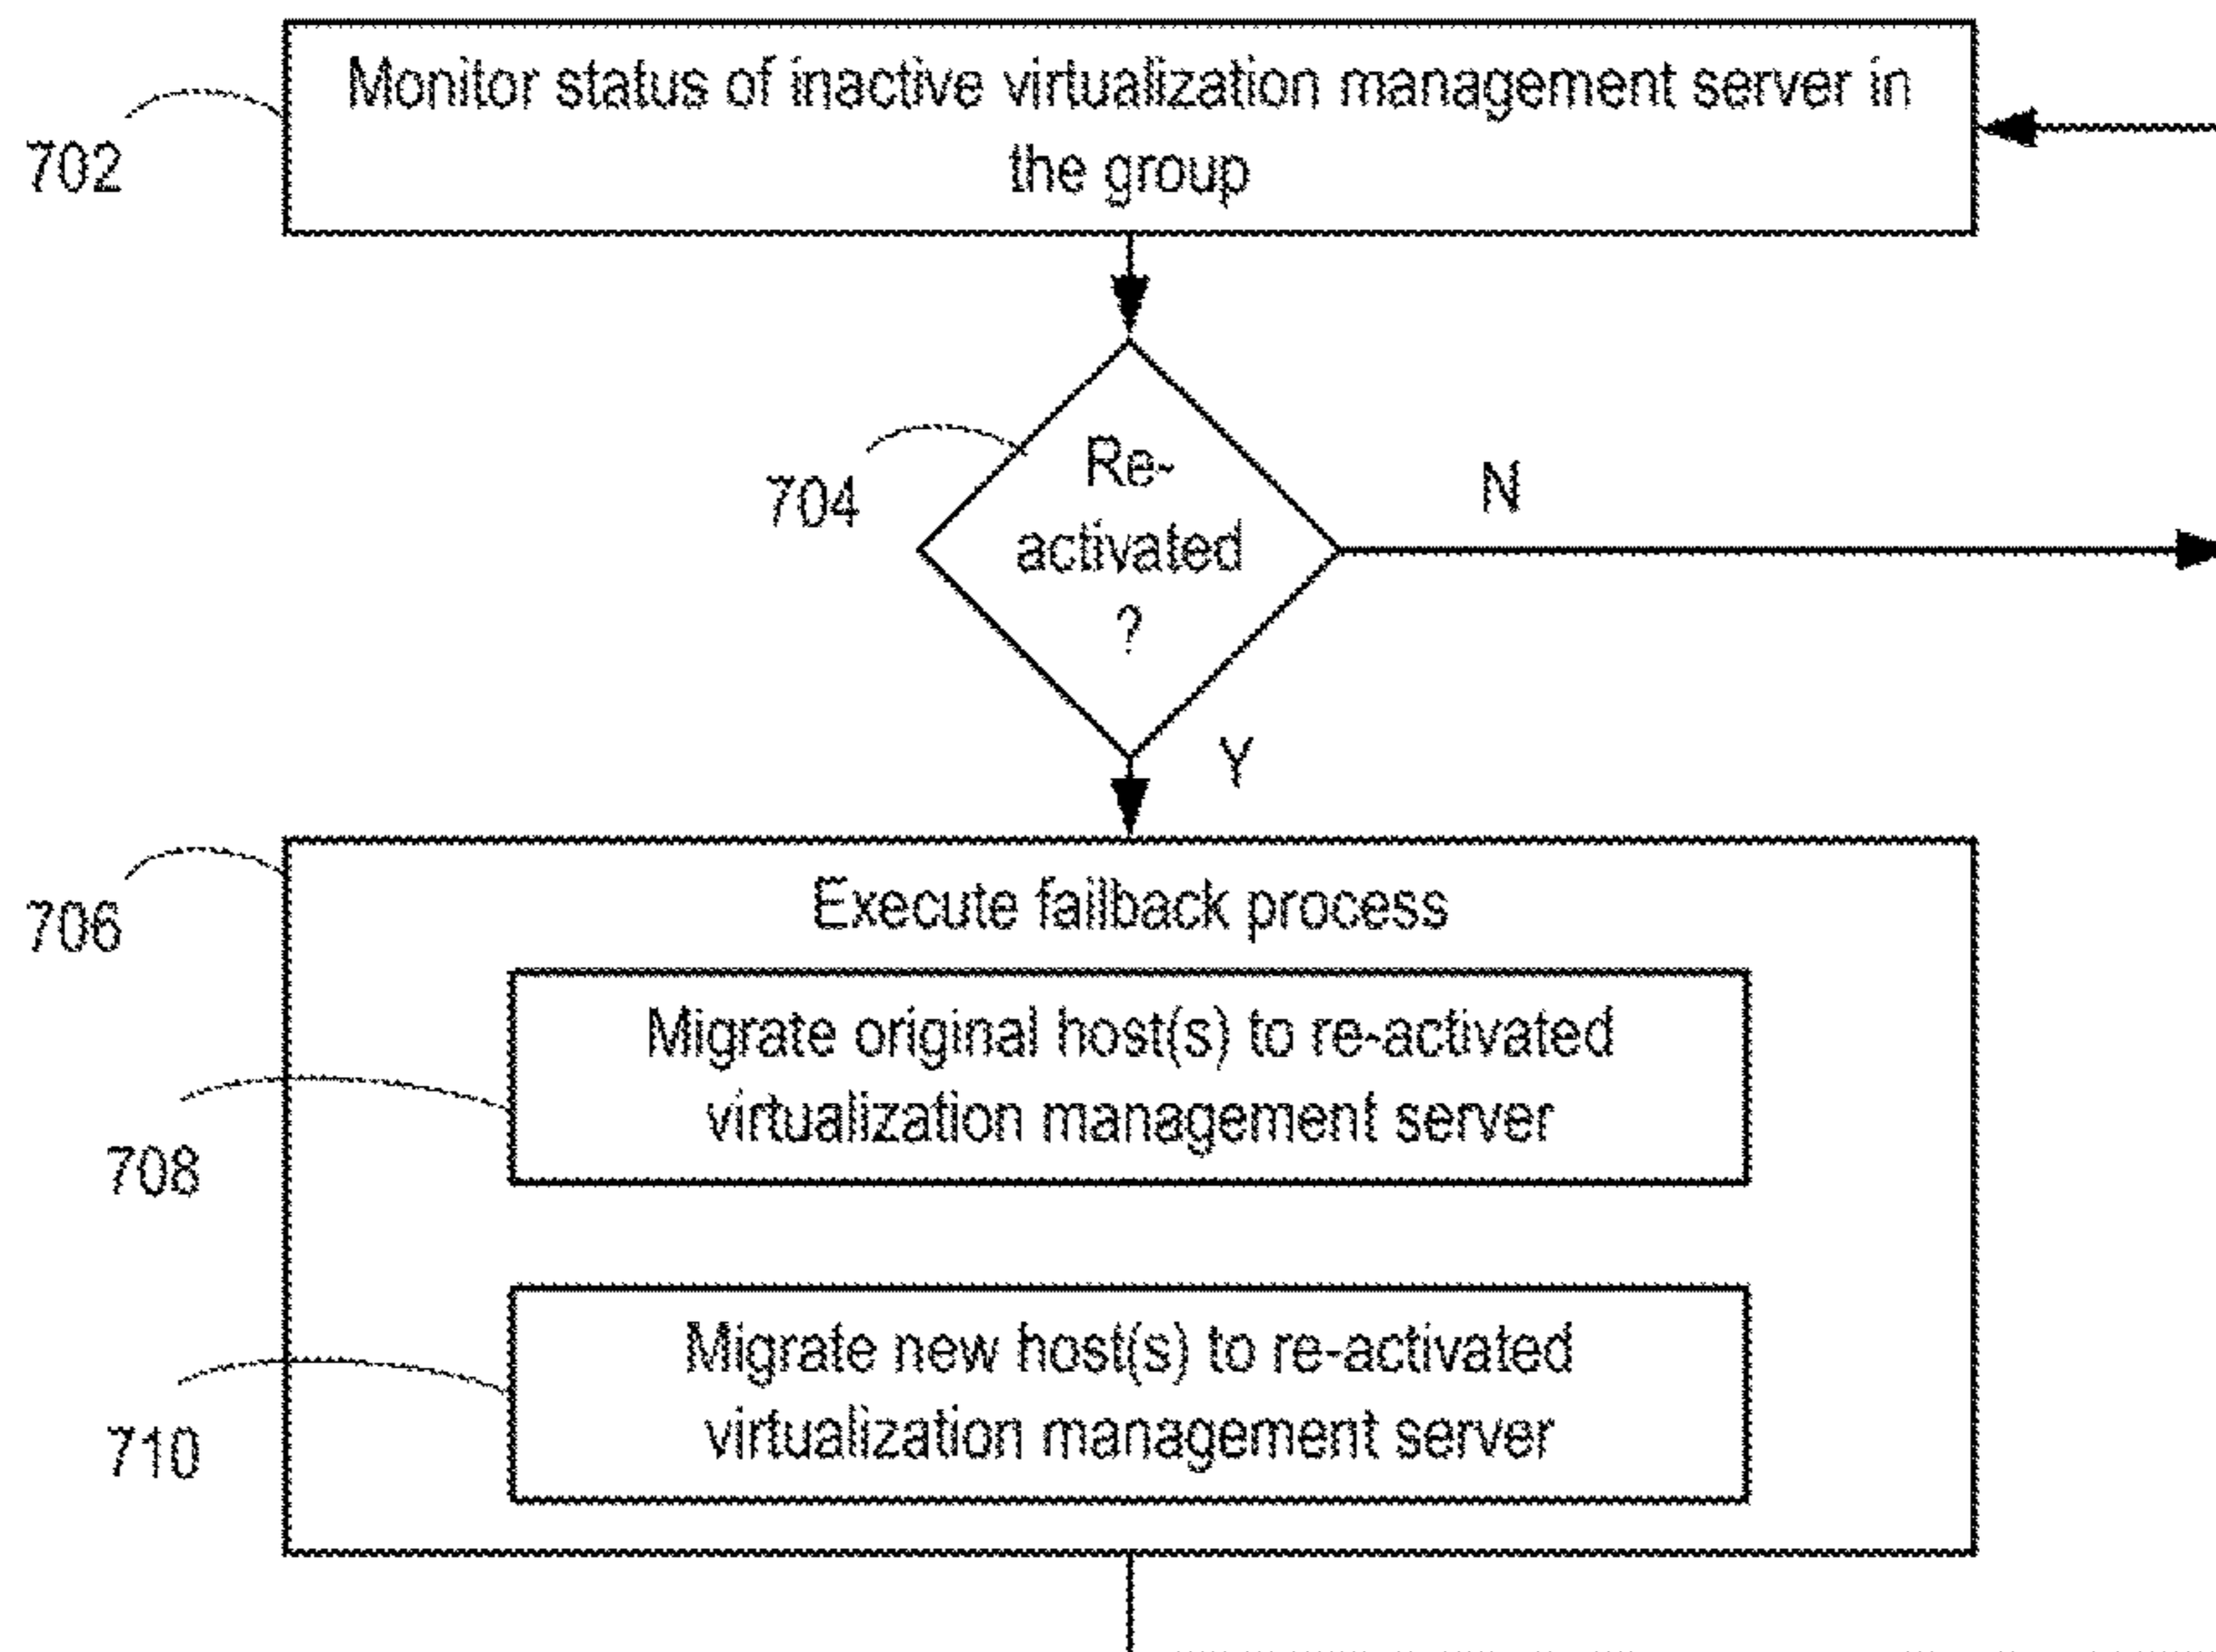 Monitor status of inactive virtualization management server in
the group
702
Re-
activated
?
704
N
Y
706
Execute failback process
Migrate original host(s) to re-activated
virtualization management server
708
Migrate new host(s) to re-activated
virtualization management server
710